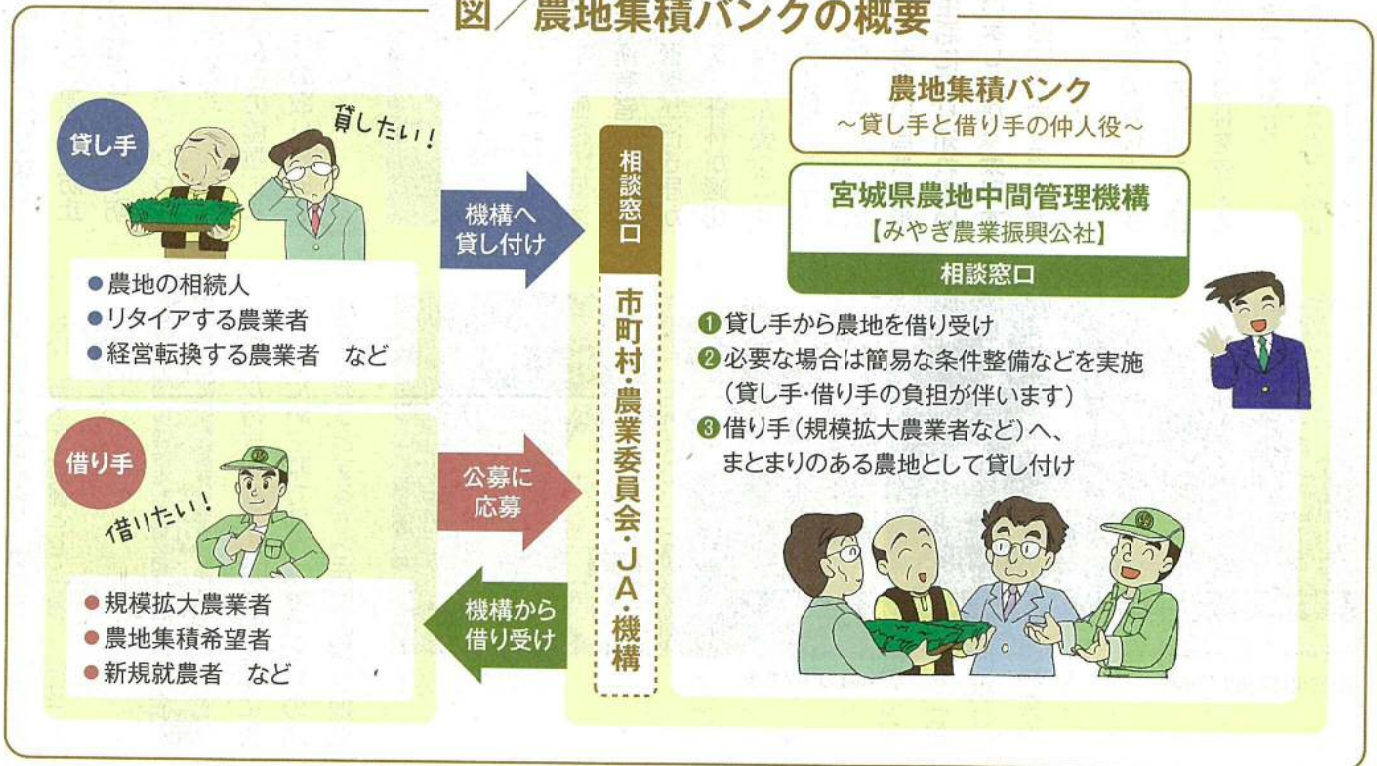 図／農地集積バンクの概要
貸し手
貸したい！
●農地の相続人
●リタイアする農業者
●経営転換する農業者　など
借り手
借りたい！
●規模拡大農業者
●農地集積希望者
●新規就農者　など
機構へ
貸し付け
公募に
応募
機構から
借り受け
相談窓口
市町村・農業委員会・JA・機構
農地集積バンク
～貸し手と借り手の仲人役～
宮城県農地中間管理機構
【みやぎ農業振興公社】
相談窓口
❶貸し手から農地を借り受け
❷必要な場合は簡易な条件整備などを実施
（貸し手・借り手の負担が伴います）
❸借り手（規模拡大農業者など）へ、
まとまりのある農地として貸し付け